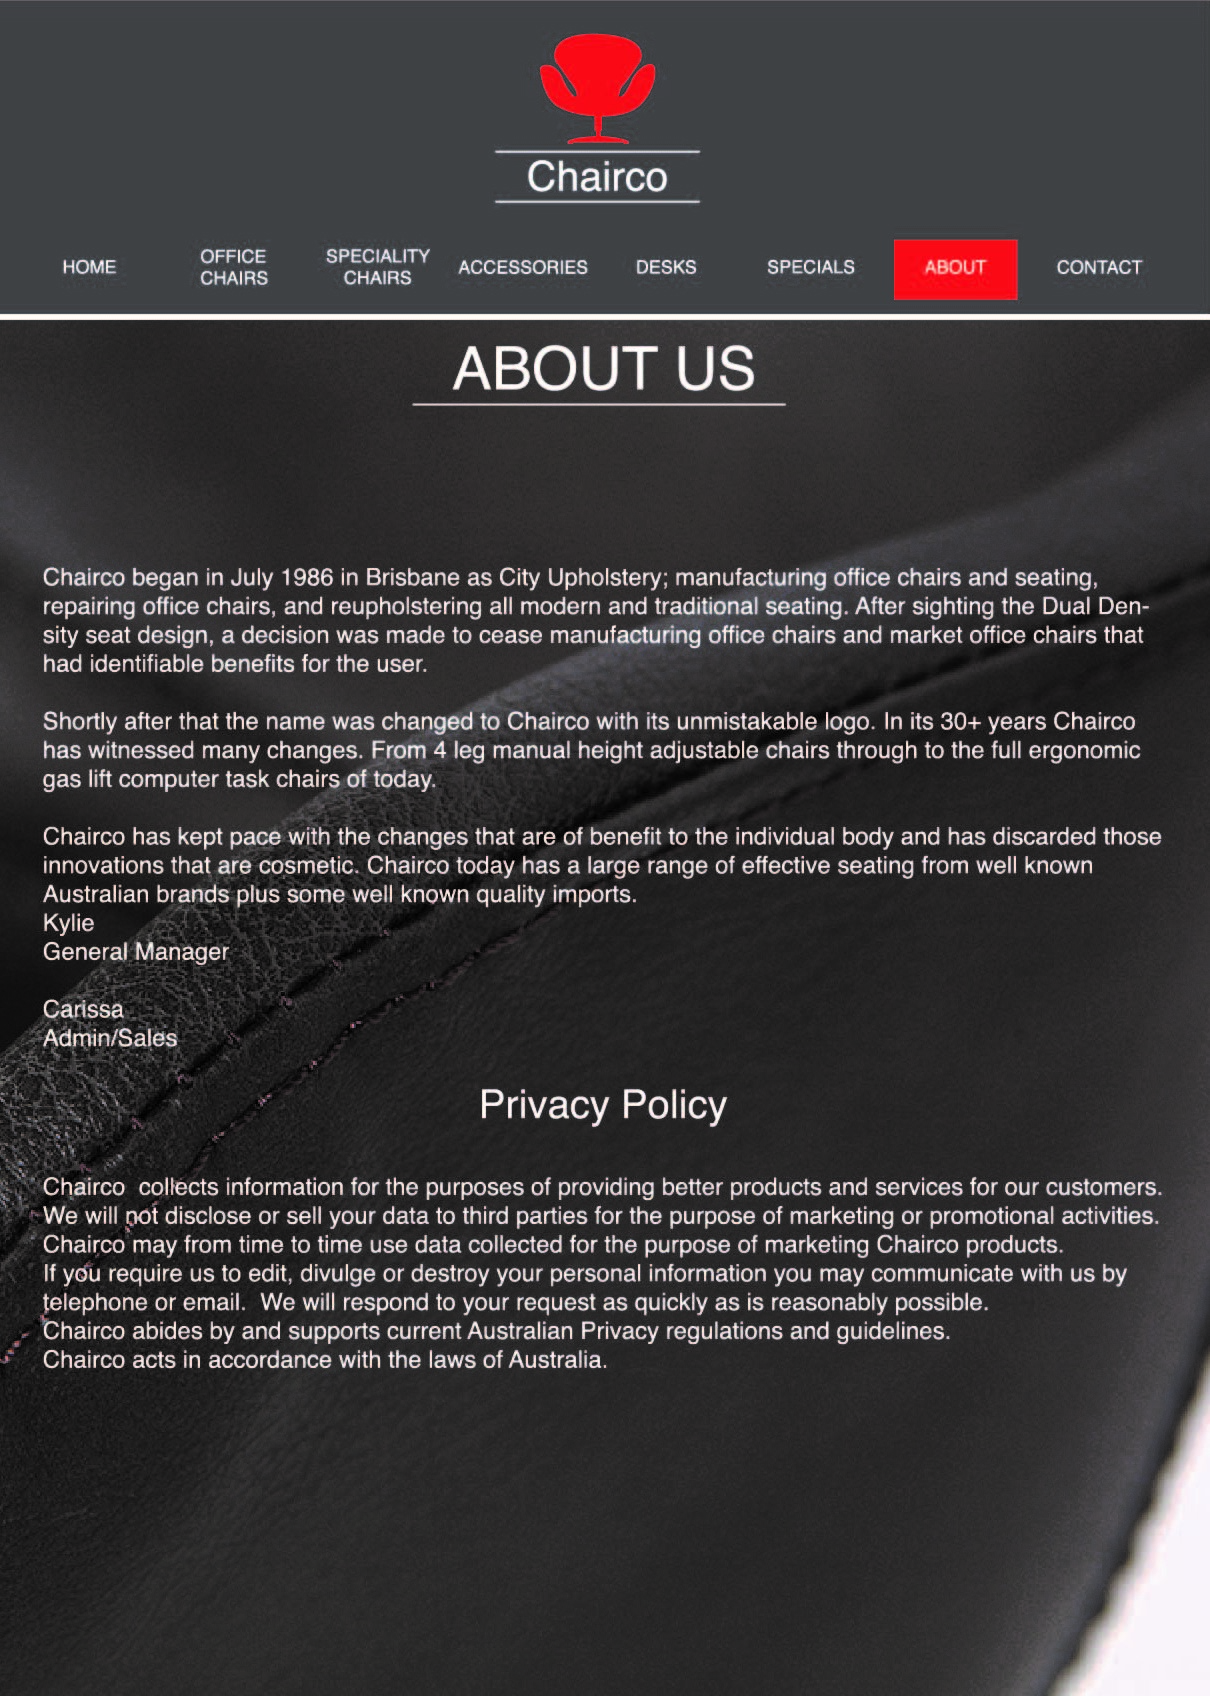 Chairco
HOME
OFFICE
CHAIRS
SPECIALITY
CHAIRS
ACCESSORIES
DESKS
SPECIALS
ABOUT
CONTACT
ABOUT US
Chairco began in July 1986 in Brisbane as City Upholstery; manufacturing office chairs and seating,
repairing office chairs, and reupholstering all modern and traditional seating. After sighting the Dual Den-
sity seat design, a decision was made to cease manufacturing office chairs and market office chairs that
had identifiable benefits for the user.
Shortly after that the name was changed to Chairco with its unmistakable logo. In its 30+ years Chairco
has witnessed many changes. From 4 leg manual height adjustable chairs through to the full ergonomic
gas lift computer task chairs of today.
Chairco has kept pace with the changes that are of benefit to the individual body and has discarded those
innovations that are cosmetic. Chairco today has a large range of effective seating from well known
Australian brands plus some well known quality imports.
Kylie
General Manager
Carissa
Admin/Sales
Privacy Policy
Chairco  collects information for the purposes of providing better products and services for our customers.
We will not disclose or sell your data to third parties for the purpose of marketing or promotional activities.
Chairco may from time to time use data collected for the purpose of marketing Chairco products.
If you require us to edit, divulge or destroy your personal information you may communicate with us by
telephone or email.  We will respond to your request as quickly as is reasonably possible.
Chairco abides by and supports current Australian Privacy regulations and guidelines.
Chairco acts in accordance with the laws of Australia.